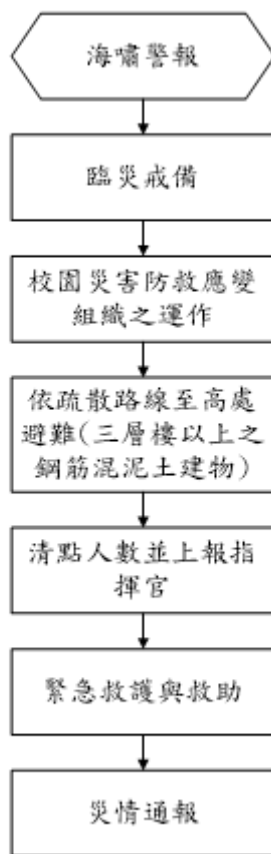 海嘯警報
臨災戒備
校園災害防救應變
組織之運作
依疏散路線至高處
避難(三層樓以上之
鋼筋混泥土建物)
清點人數並上報指
揮官
緊急救護與救助
災情通報